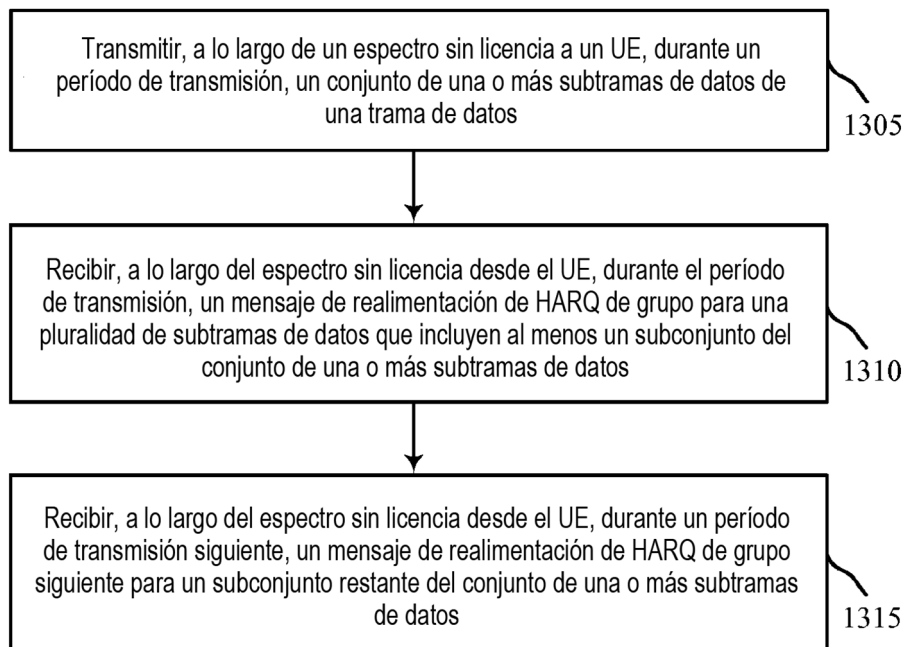 Transmitir, a lo largo de un espectro sin licencia a un UE, durante un
período de transmisión, un conjunto de una o más subtramas de datos de
una trama de datos
1305
Recibir, a lo largo del espectro sin licencia desde el UE, durante el período
de transmisión, un mensaje de realimentación de HARQ de grupo para una
pluralidad de subtramas de datos que incluyen al menos un subconjunto del
conjunto de una o más subtramas de datos
1310
Recibir, a lo largo del espectro sin licencia desde el UE, durante un período
de transmisión siguiente, un mensaje de realimentación de HARQ de grupo
siguiente para un subconjunto restante del conjunto de una o más subtramas
de datos
1315